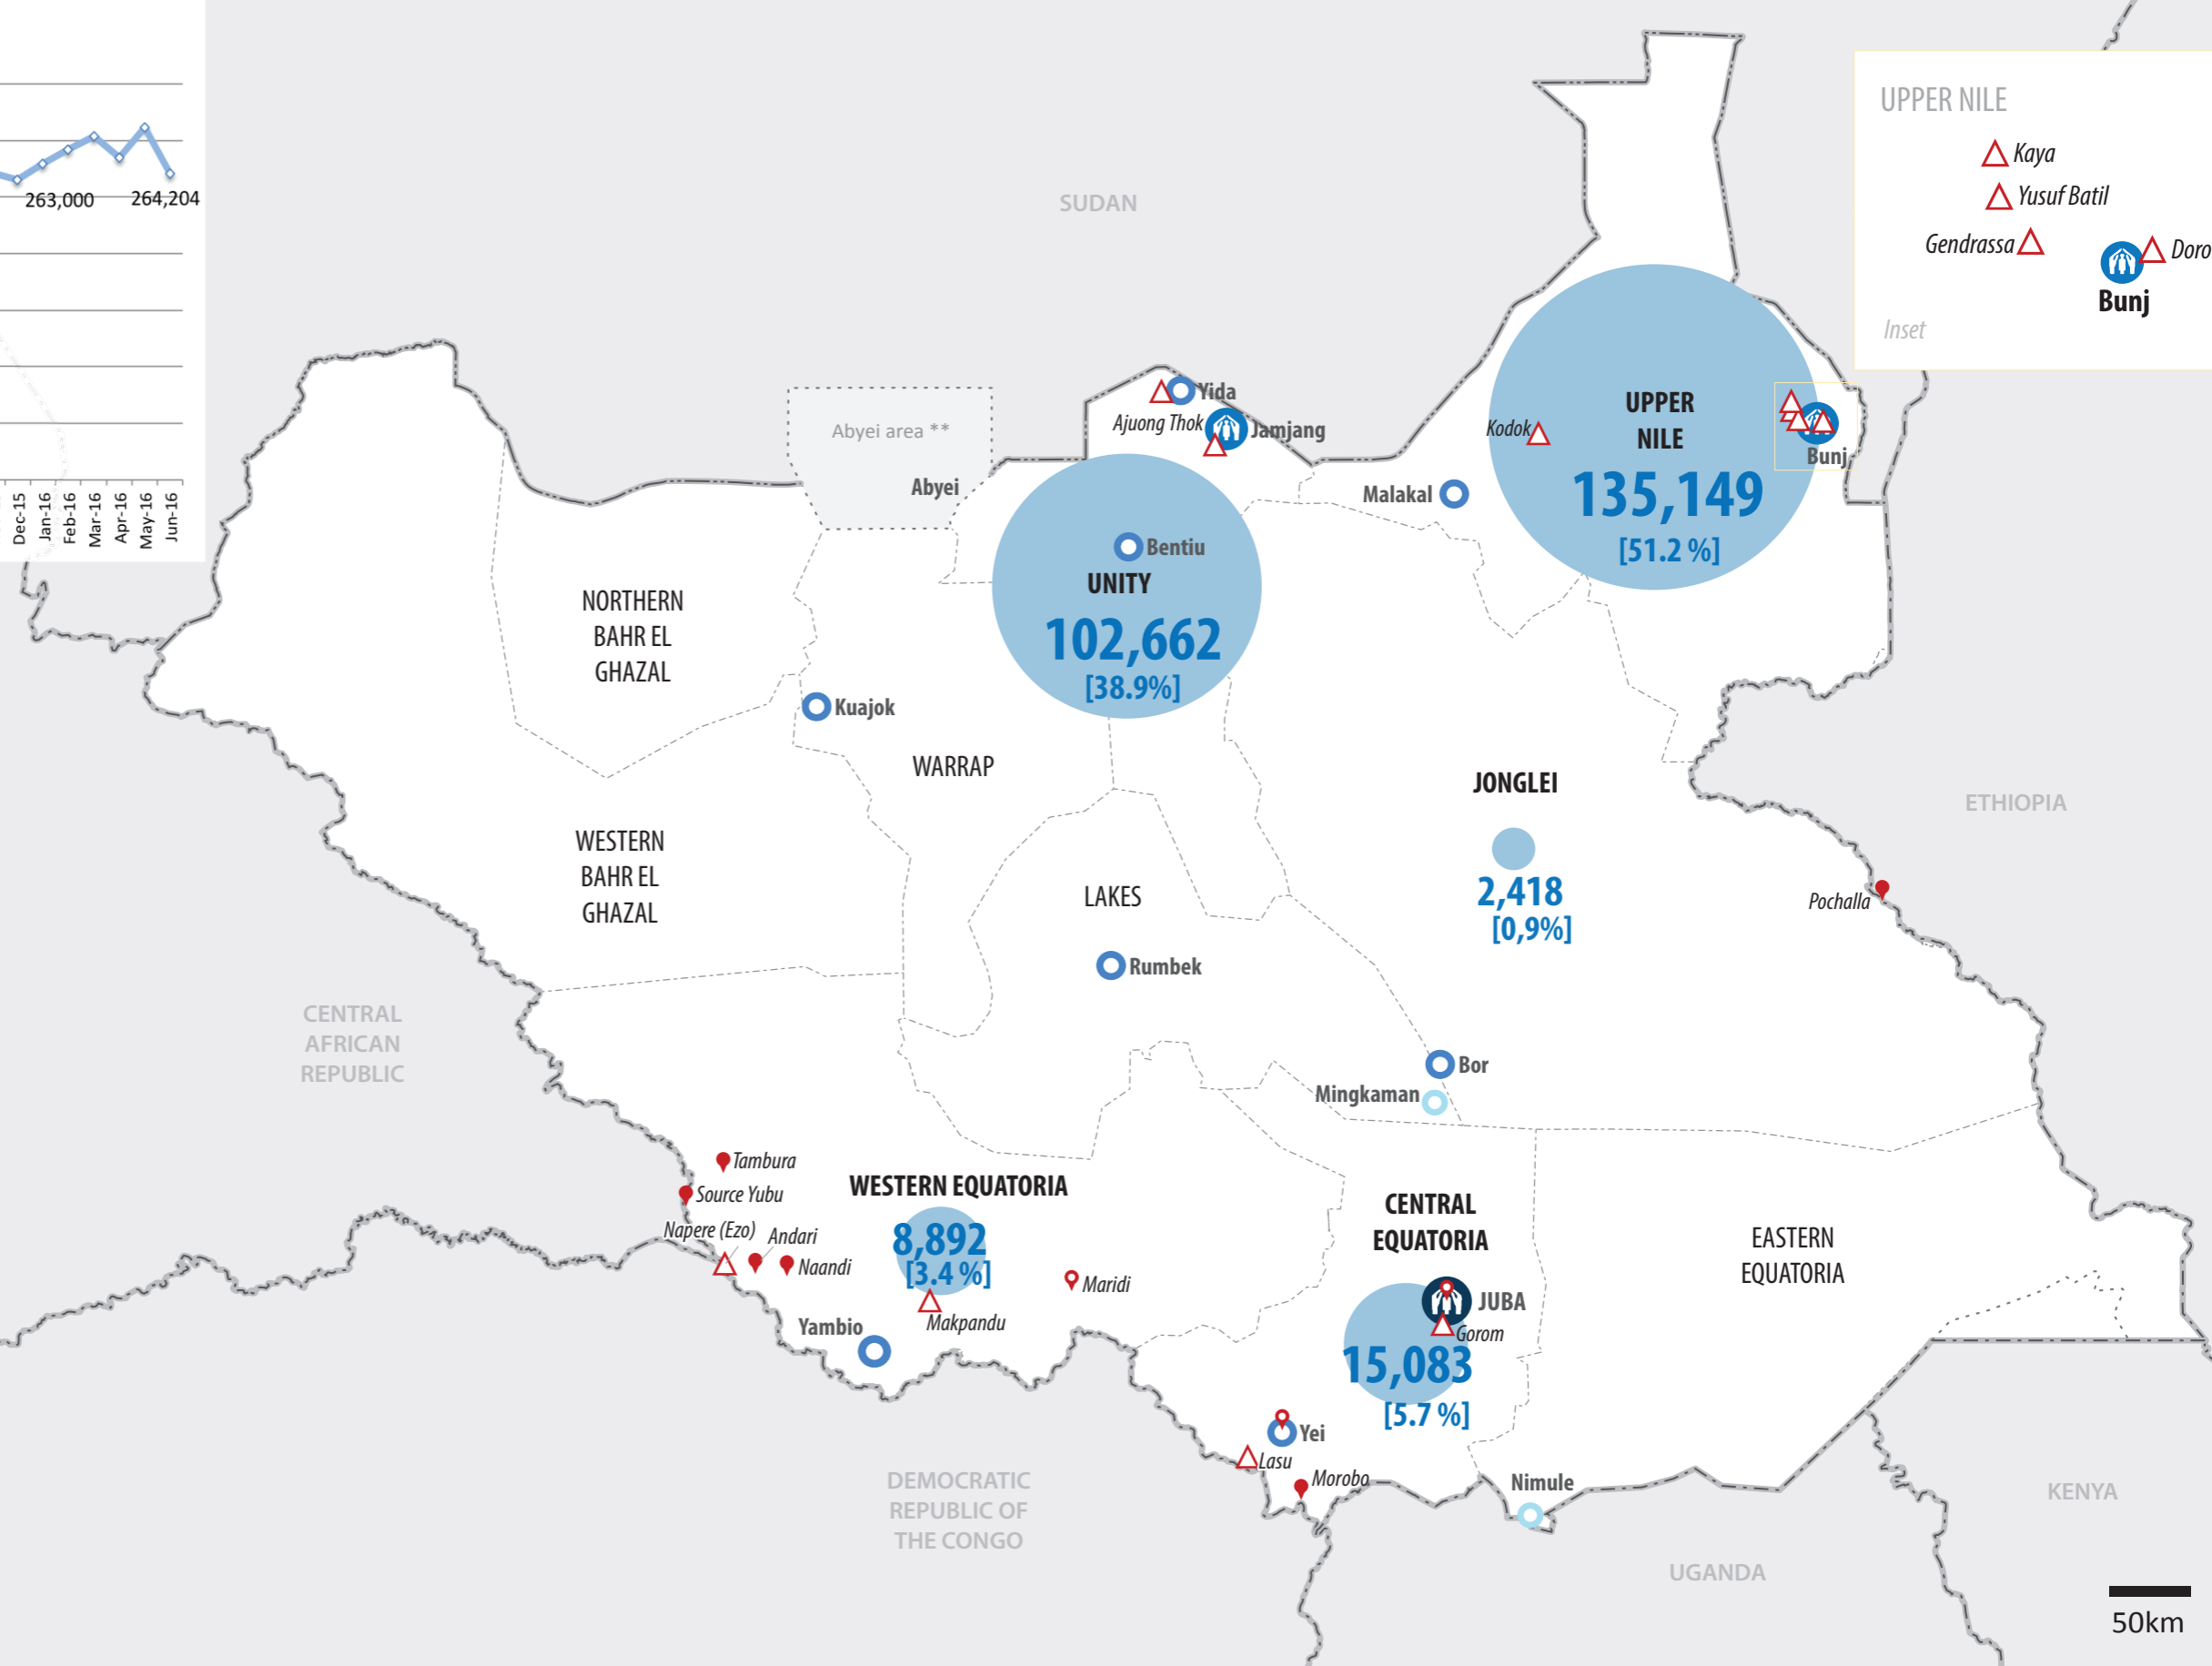 263,000
264,204
Dec-15
Jan-16
Feb-16
Mar-16
Apr-16
May-16
Jun-16
SUDAN
UPPER NILE
Kaya
Yusuf Batil
Gendrassa
Doro
Bunj
Inset
Yida
Ajuong Thok
Jamjang
Abyei area **
Abyei
Kodok
UPPER
NILE
135,149
[51.2 %]
Bunj
Malakal
Bentiu
UNITY
102,662
[38.9%]
NORTHERN
BAHR EL
GHAZAL
Kuajok
WARRAP
JONGLEI
2,418
[0,9%]
ETHIOPIA
WESTERN
BAHR EL
GHAZAL
LAKES
Rumbek
Pochalla
CENTRAL
AFRICAN
REPUBLIC
Bor
Mingkaman
Tambura
Source Yubu
Napere (Ezo)
Andari
Naandi
WESTERN EQUATORIA
8,892
[3.4 %]
Makpandu
Maridi
Yambio
CENTRAL
EQUATORIA
JUBA
Gorom
15,083
[5.7 %]
EASTERN
EQUATORIA
Yei
Lasu
Morobo
Nimule
DEMOCRATIC
REPUBLIC OF
THE CONGO
KENYA
UGANDA
50km